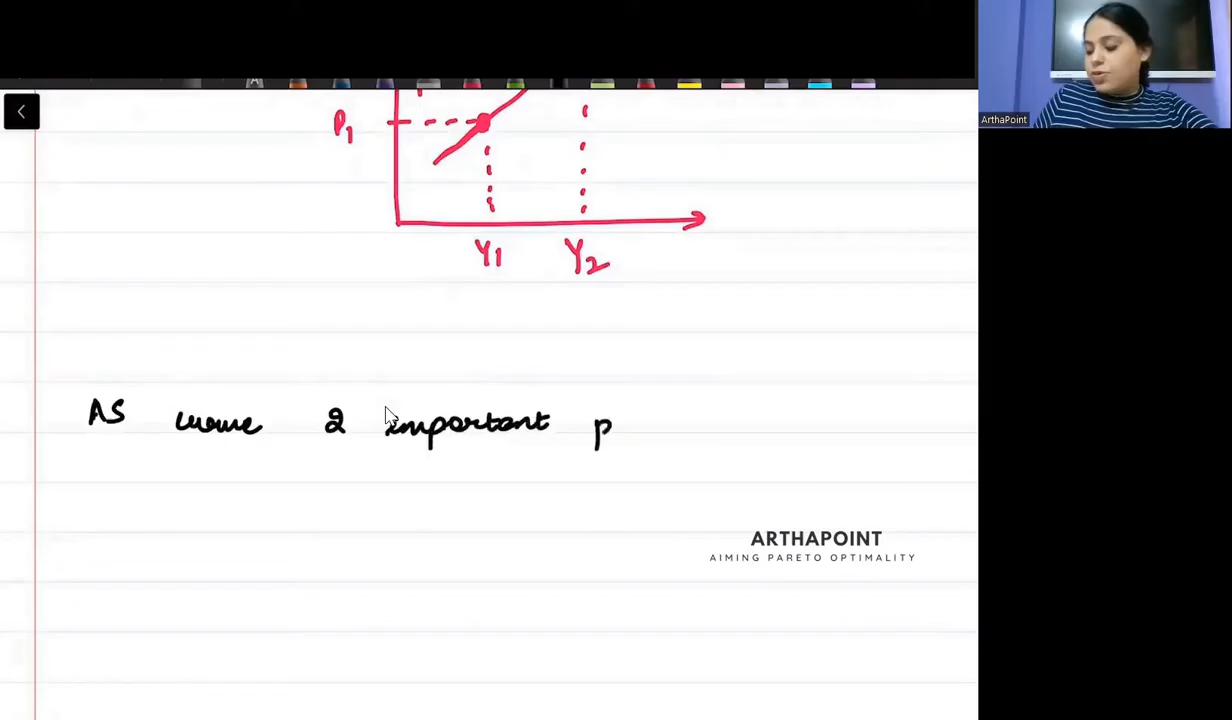 P1
Y1 Y2
AS curve 2 important p
ArthaPoint
ARTHAPOINT
AIMING PARETO OPTIMALITY